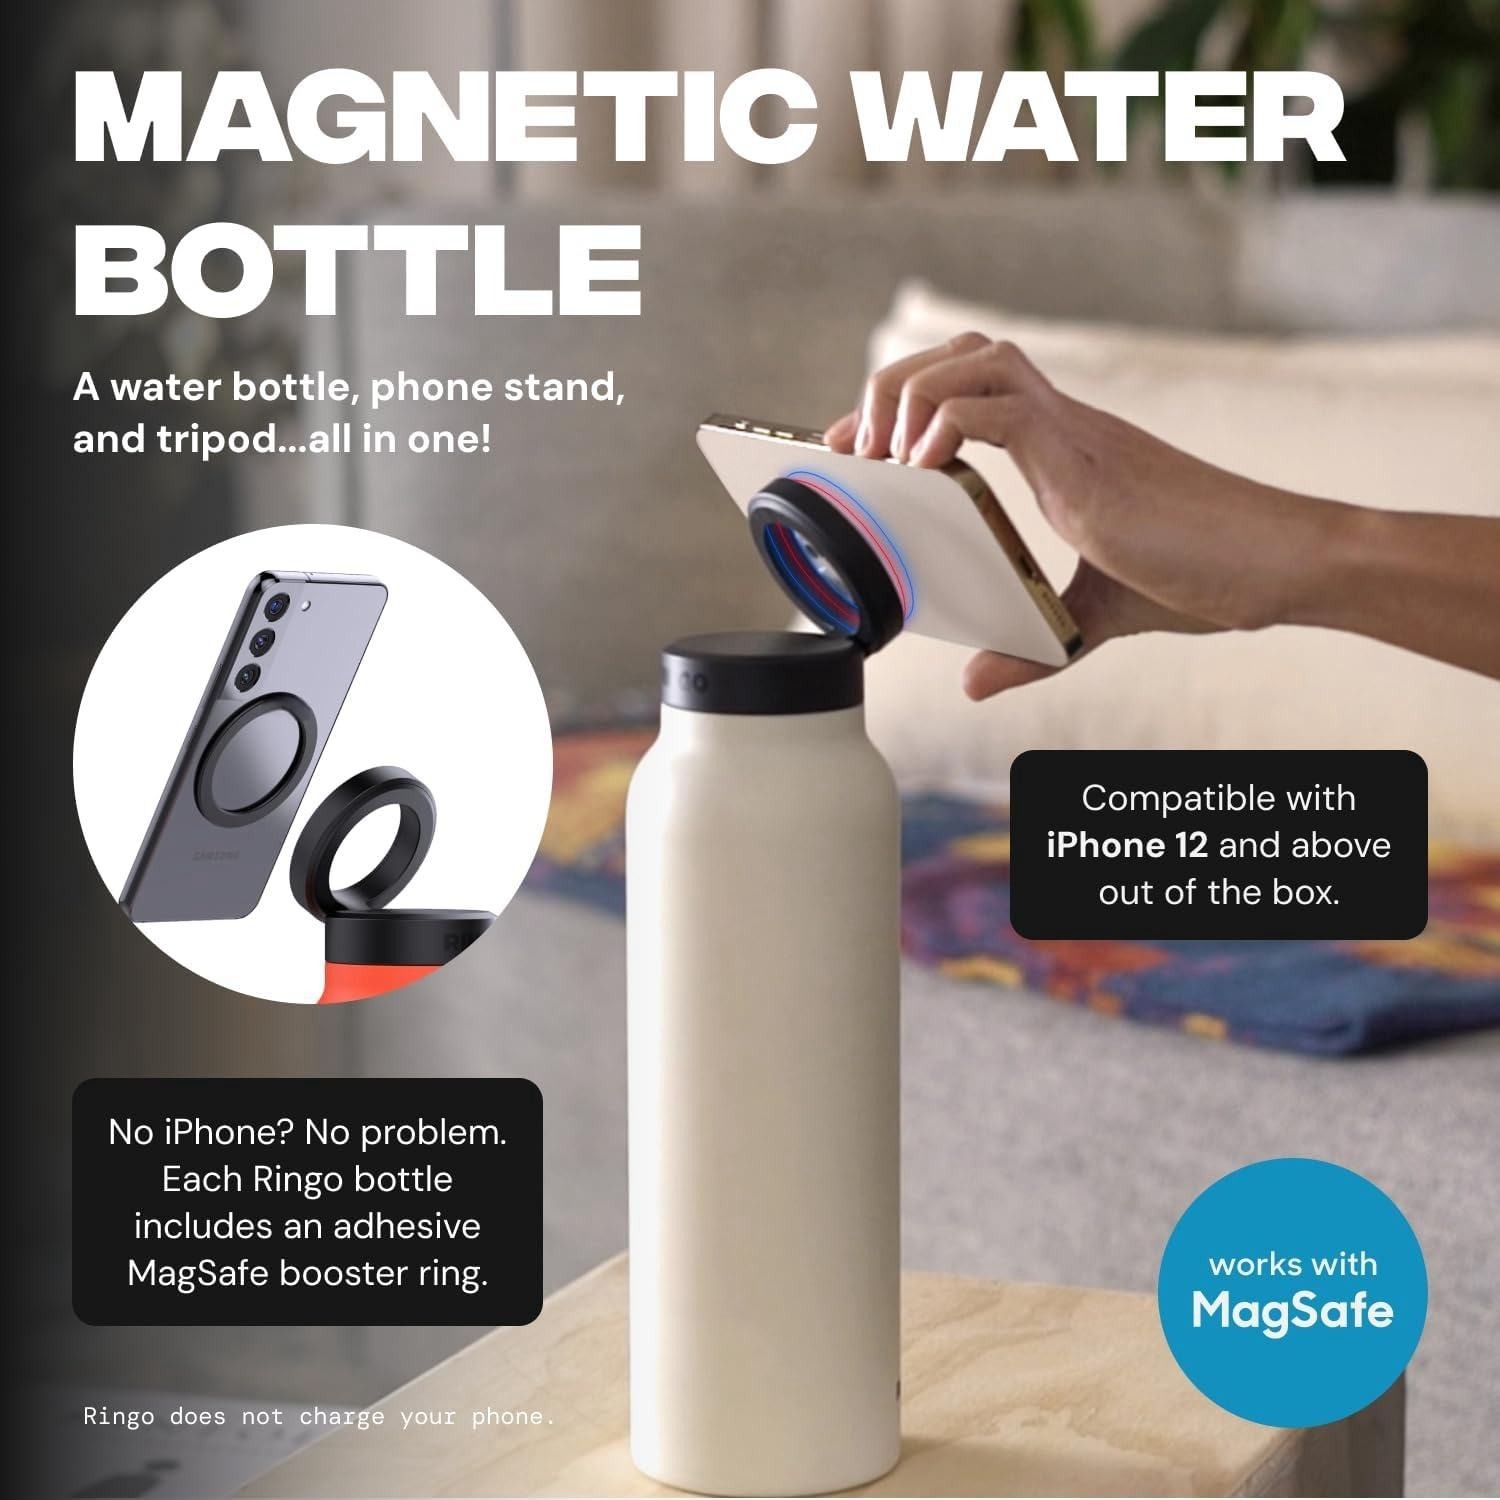 MAGNETIC WATER
BOTTLE
A water bottle, phone stand,
and tripod...all in one!
GO
SAMSUNG
Compatible with
iPhone 12 and above
out of the box.
No iPhone? No problem.
Each Ringo bottle
includes an adhesive
MagSafe booster ring.
works with
MagSafe
Ringo does not charge your phone.